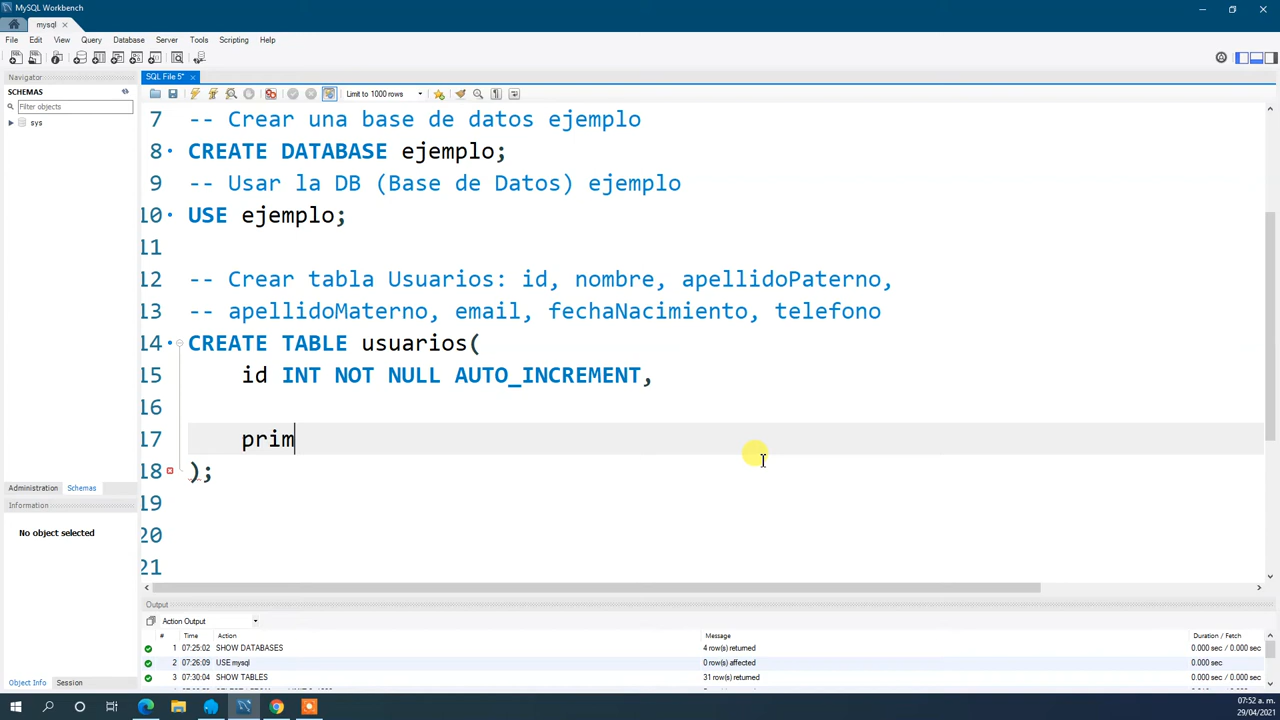 MySQL Workbench
mysql
File Edit View Query Database Server Tools Scripting Help
Navigator
SCHEMAS
Filter objects
sys
SQL File 5*
Limit to 1000 rows
7 -- Crear una base de datos ejemplo
8 CREATE DATABASE ejemplo;
9 -- Usar la DB (Base de Datos) ejemplo
10 USE ejemplo;
11
12 -- Crear tabla Usuarios: id, nombre, apellidoPaterno,
13 -- apellidoMaterno, email, fechaNacimiento, telefono
14 CREATE TABLE usuarios(
15 id INT NOT NULL AUTO_INCREMENT,
16
17 prim
18 );
19
20
21
Administration Schemas
Information
No object selected
Output
Action Output
# Time Action Message Duration / Fetch
1 07:25:02 SHOW DATABASES 4 row(s) returned 0.000 sec / 0.000 sec
2 07:26:09 USE mysql 0 row(s) affected 0.000 sec
3 07:30:04 SHOW TABLES 31 row(s) returned 0.000 sec / 0.000 sec
Object Info Session
07:52 a. m.
29/04/2021